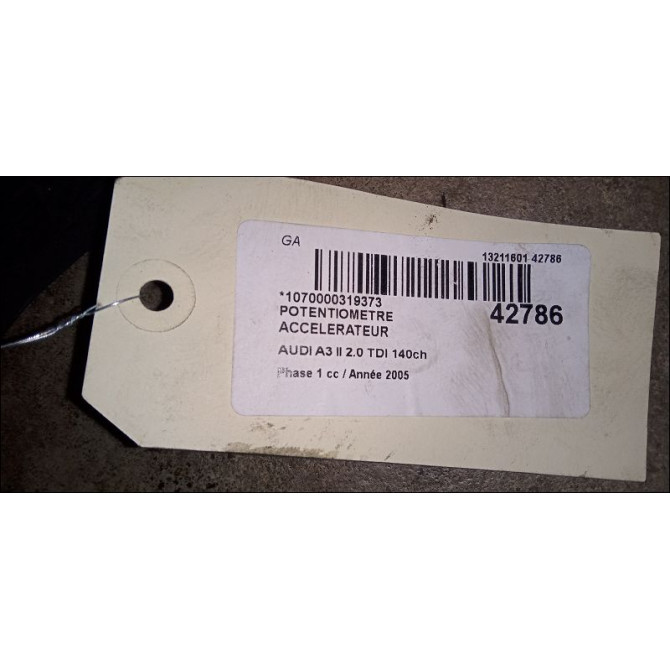 GA
13211601 42786
*1070000319373
42786
POTENTIOMETRE
ACCELERATEUR
AUDI A3 II 2.0 TDI 140ch
Phase 1 cc / Année 2005